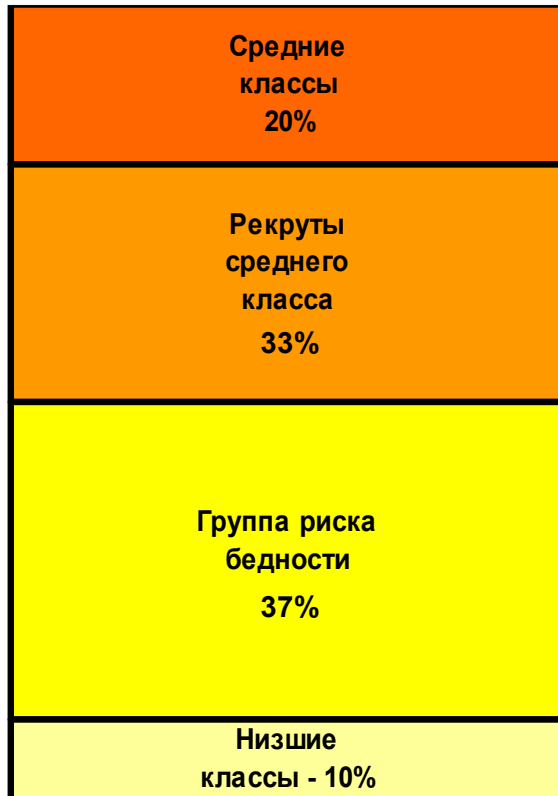 Средние
классы
20%
Рекруты
среднего
класса
33%
Группа риска
бедности
37%
Низшие
классы - 10%